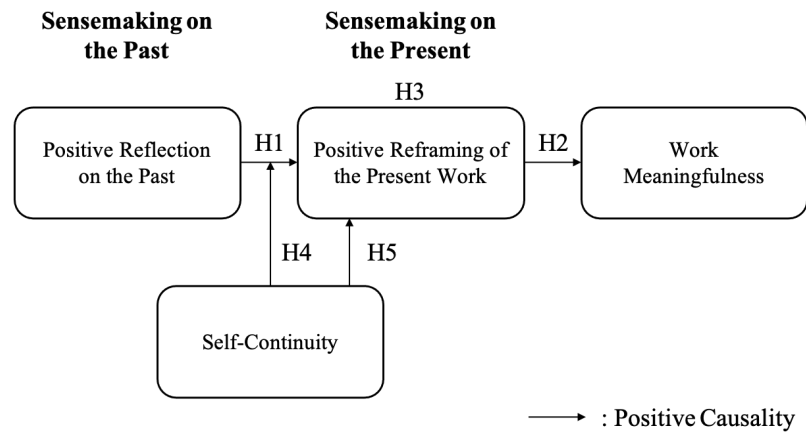 Sensemaking on
the Past
Sensemaking on
the Present
H3
Positive Reflection
on the Past
H1
Positive Reframing of
the Present Work
H2
Work
Meaningfulness
H4
H5
Self-Continuity
: Positive Causality